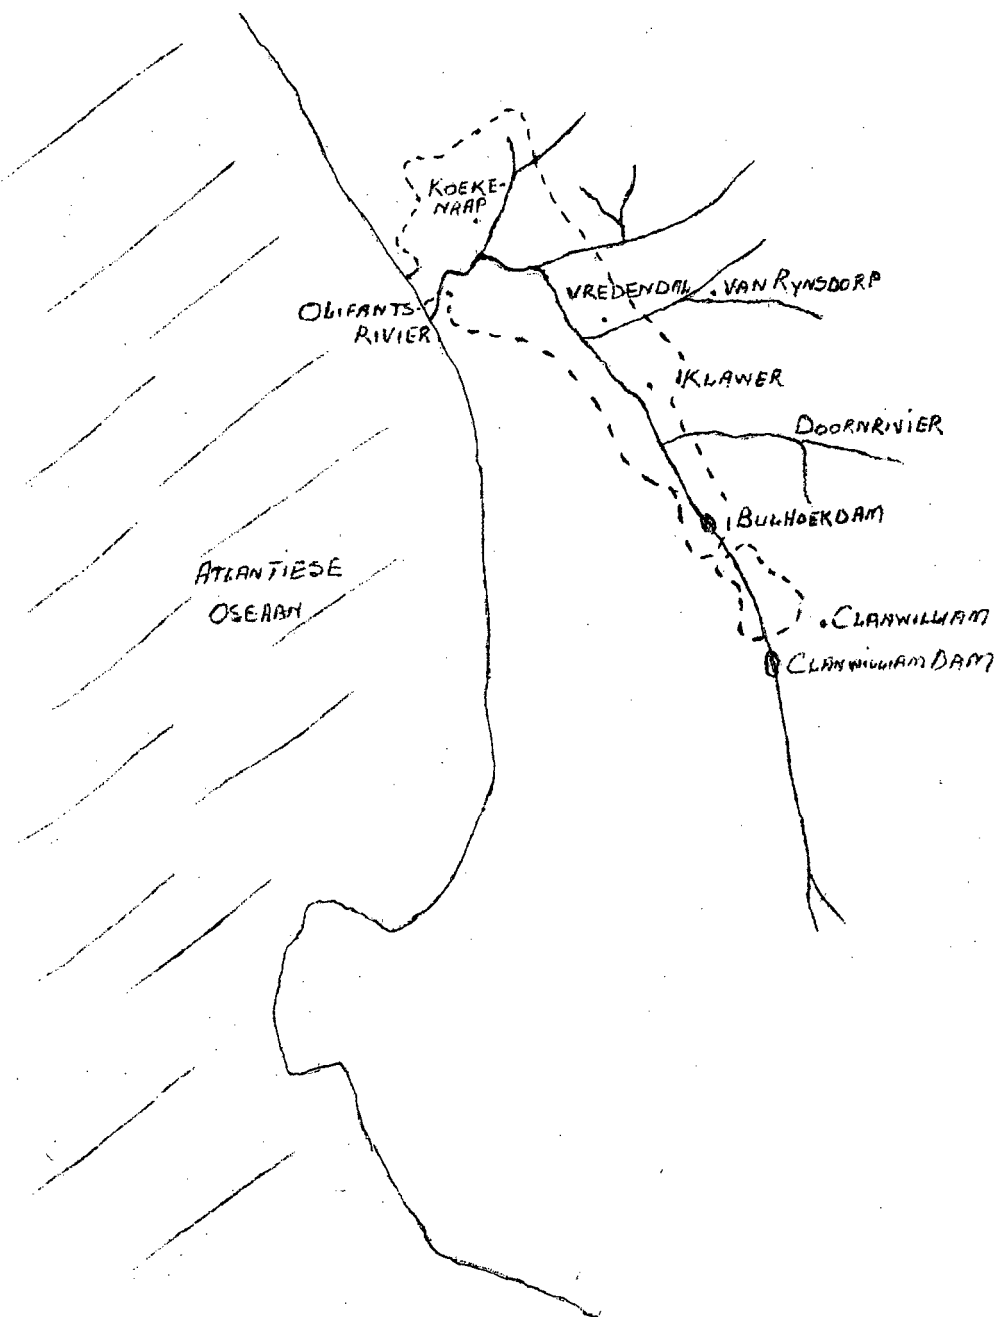 KOEKE-
NAAP
VREDENDAL
VAN RYNSDORP
OLIFANTS-
RIVIER
KLAWER
DOORNRIVIER
BULHOEKDAM
ATLANTIESE
OSEAAN
CLANWILLIAM
CLANWILLIAM DAM